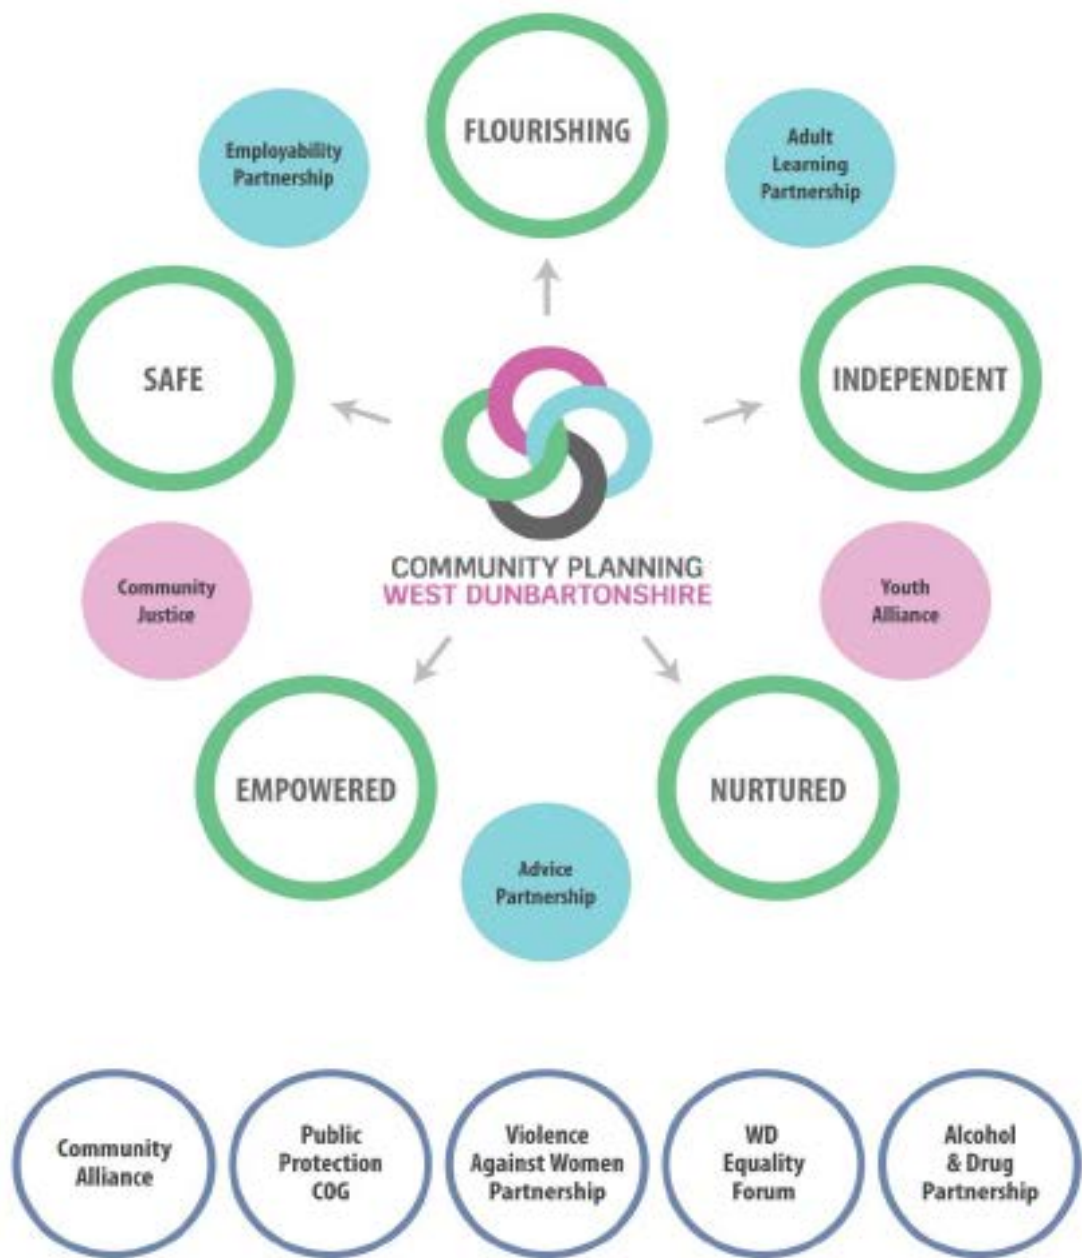 FLOURISHING
Employability
Partnership
Adult
Learning
Partnership
SAFE
INDEPENDENT
COMMUNITY PLANNING
WEST DUNBARTONSHIRE
Community
Justice
Youth
Alliance
EMPOWERED
NURTURED
Advice
Partnership
Community
Alliance
Public
Protection
COG
Violence
Against Women
Partnership
WD
Equality
Forum
Alcohol
& Drug
Partnership